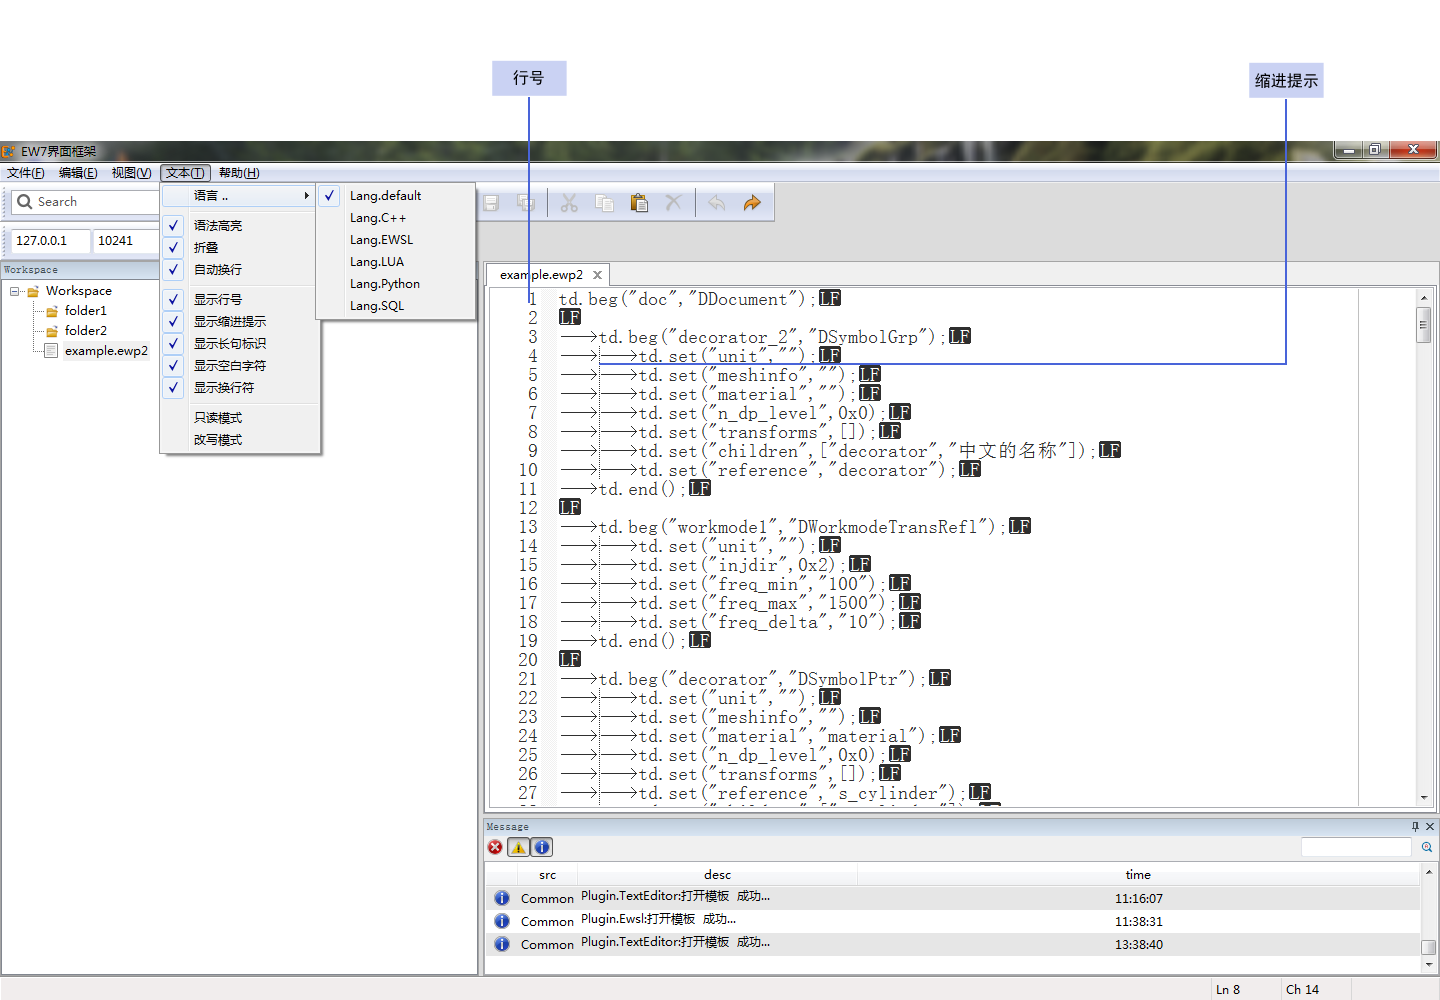 行号
缩进提示
EW7界面框架
文件(F) 编辑(E) 视图(V) 文本(T) 帮助(H)
Search
127.0.0.1 10241
语言 ..
语法高亮
折叠
自动换行
显示行号
显示缩进提示
显示长句标识
显示空白字符
显示换行符
只读模式
改写模式
Lang.default
Lang.C++
Lang.EWSL
Lang.LUA
Lang.Python
Lang.SQL
Workspace
Workspace
folder1
folder2
example.ewp2
example.ewp2 x
1 td.beg("doc","DDocument");LF
2 LF
3 td.beg("decorator_2","DSymbolGrp");LF
4 td.set("unit","");LF
5 td.set("meshinfo","");LF
6 td.set("material","");LF
7 td.set("n_dp_level",0x0);LF
8 td.set("transforms",[]);LF
9 td.set("children",["decorator","中文的名称"]);LF
10 td.set("reference","decorator");LF
11 td.end();LF
12 LF
13 td.beg("workmode1","DWorkmodeTransRefl");LF
14 td.set("unit","");LF
15 td.set("injdir",0x2);LF
16 td.set("freq_min","100");LF
17 td.set("freq_max","1500");LF
18 td.set("freq_delta","10");LF
19 td.end();LF
20 LF
21 td.beg("decorator","DSymbolPtr");LF
22 td.set("unit","");LF
23 td.set("meshinfo","");LF
24 td.set("material","material");LF
25 td.set("n_dp_level",0x0);LF
26 td.set("transforms",[]);LF
27 td.set("reference","s_cylinder");LF
Message
src desc time
Common Plugin.TextEditor:打开模板 成功... 11:16:07
Common Plugin.Ewsl:打开模板 成功... 11:38:31
Common Plugin.TextEditor:打开模板 成功... 13:38:40
Ln 8 Ch 14